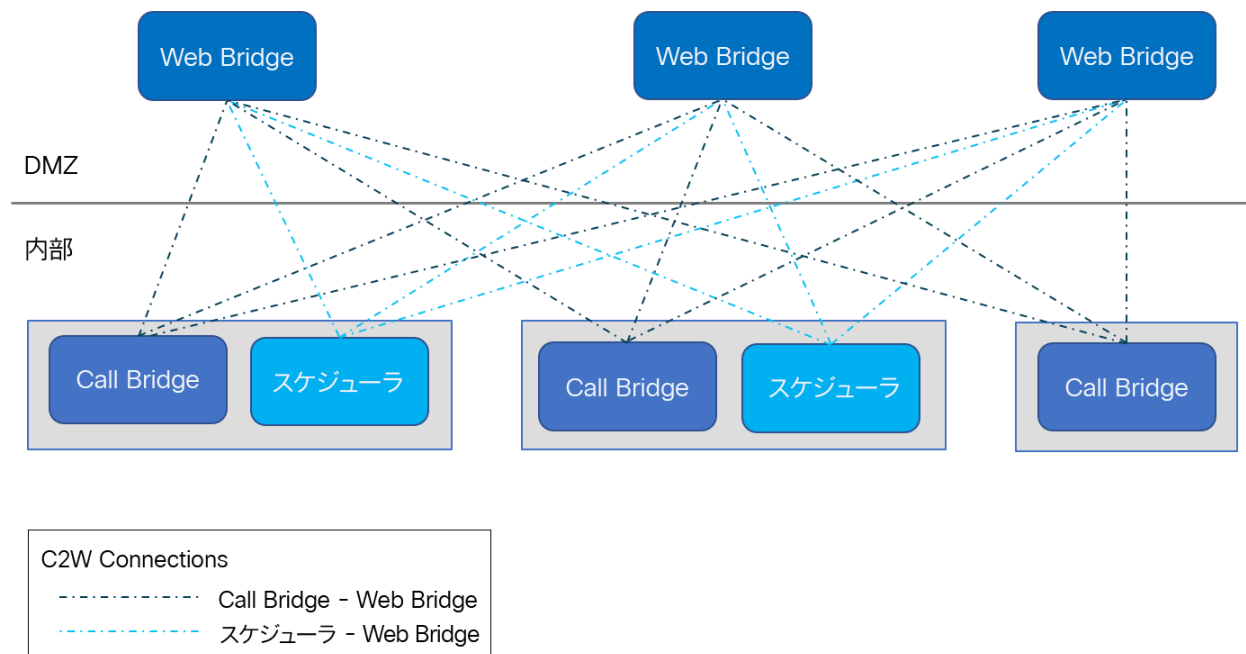 Web Bridge
Web Bridge
Web Bridge
DMZ
内部
Call Bridge
スケジューラ
Call Bridge
スケジューラ
Call Bridge
C2W Connections
Call Bridge - Web Bridge
スケジューラ - Web Bridge